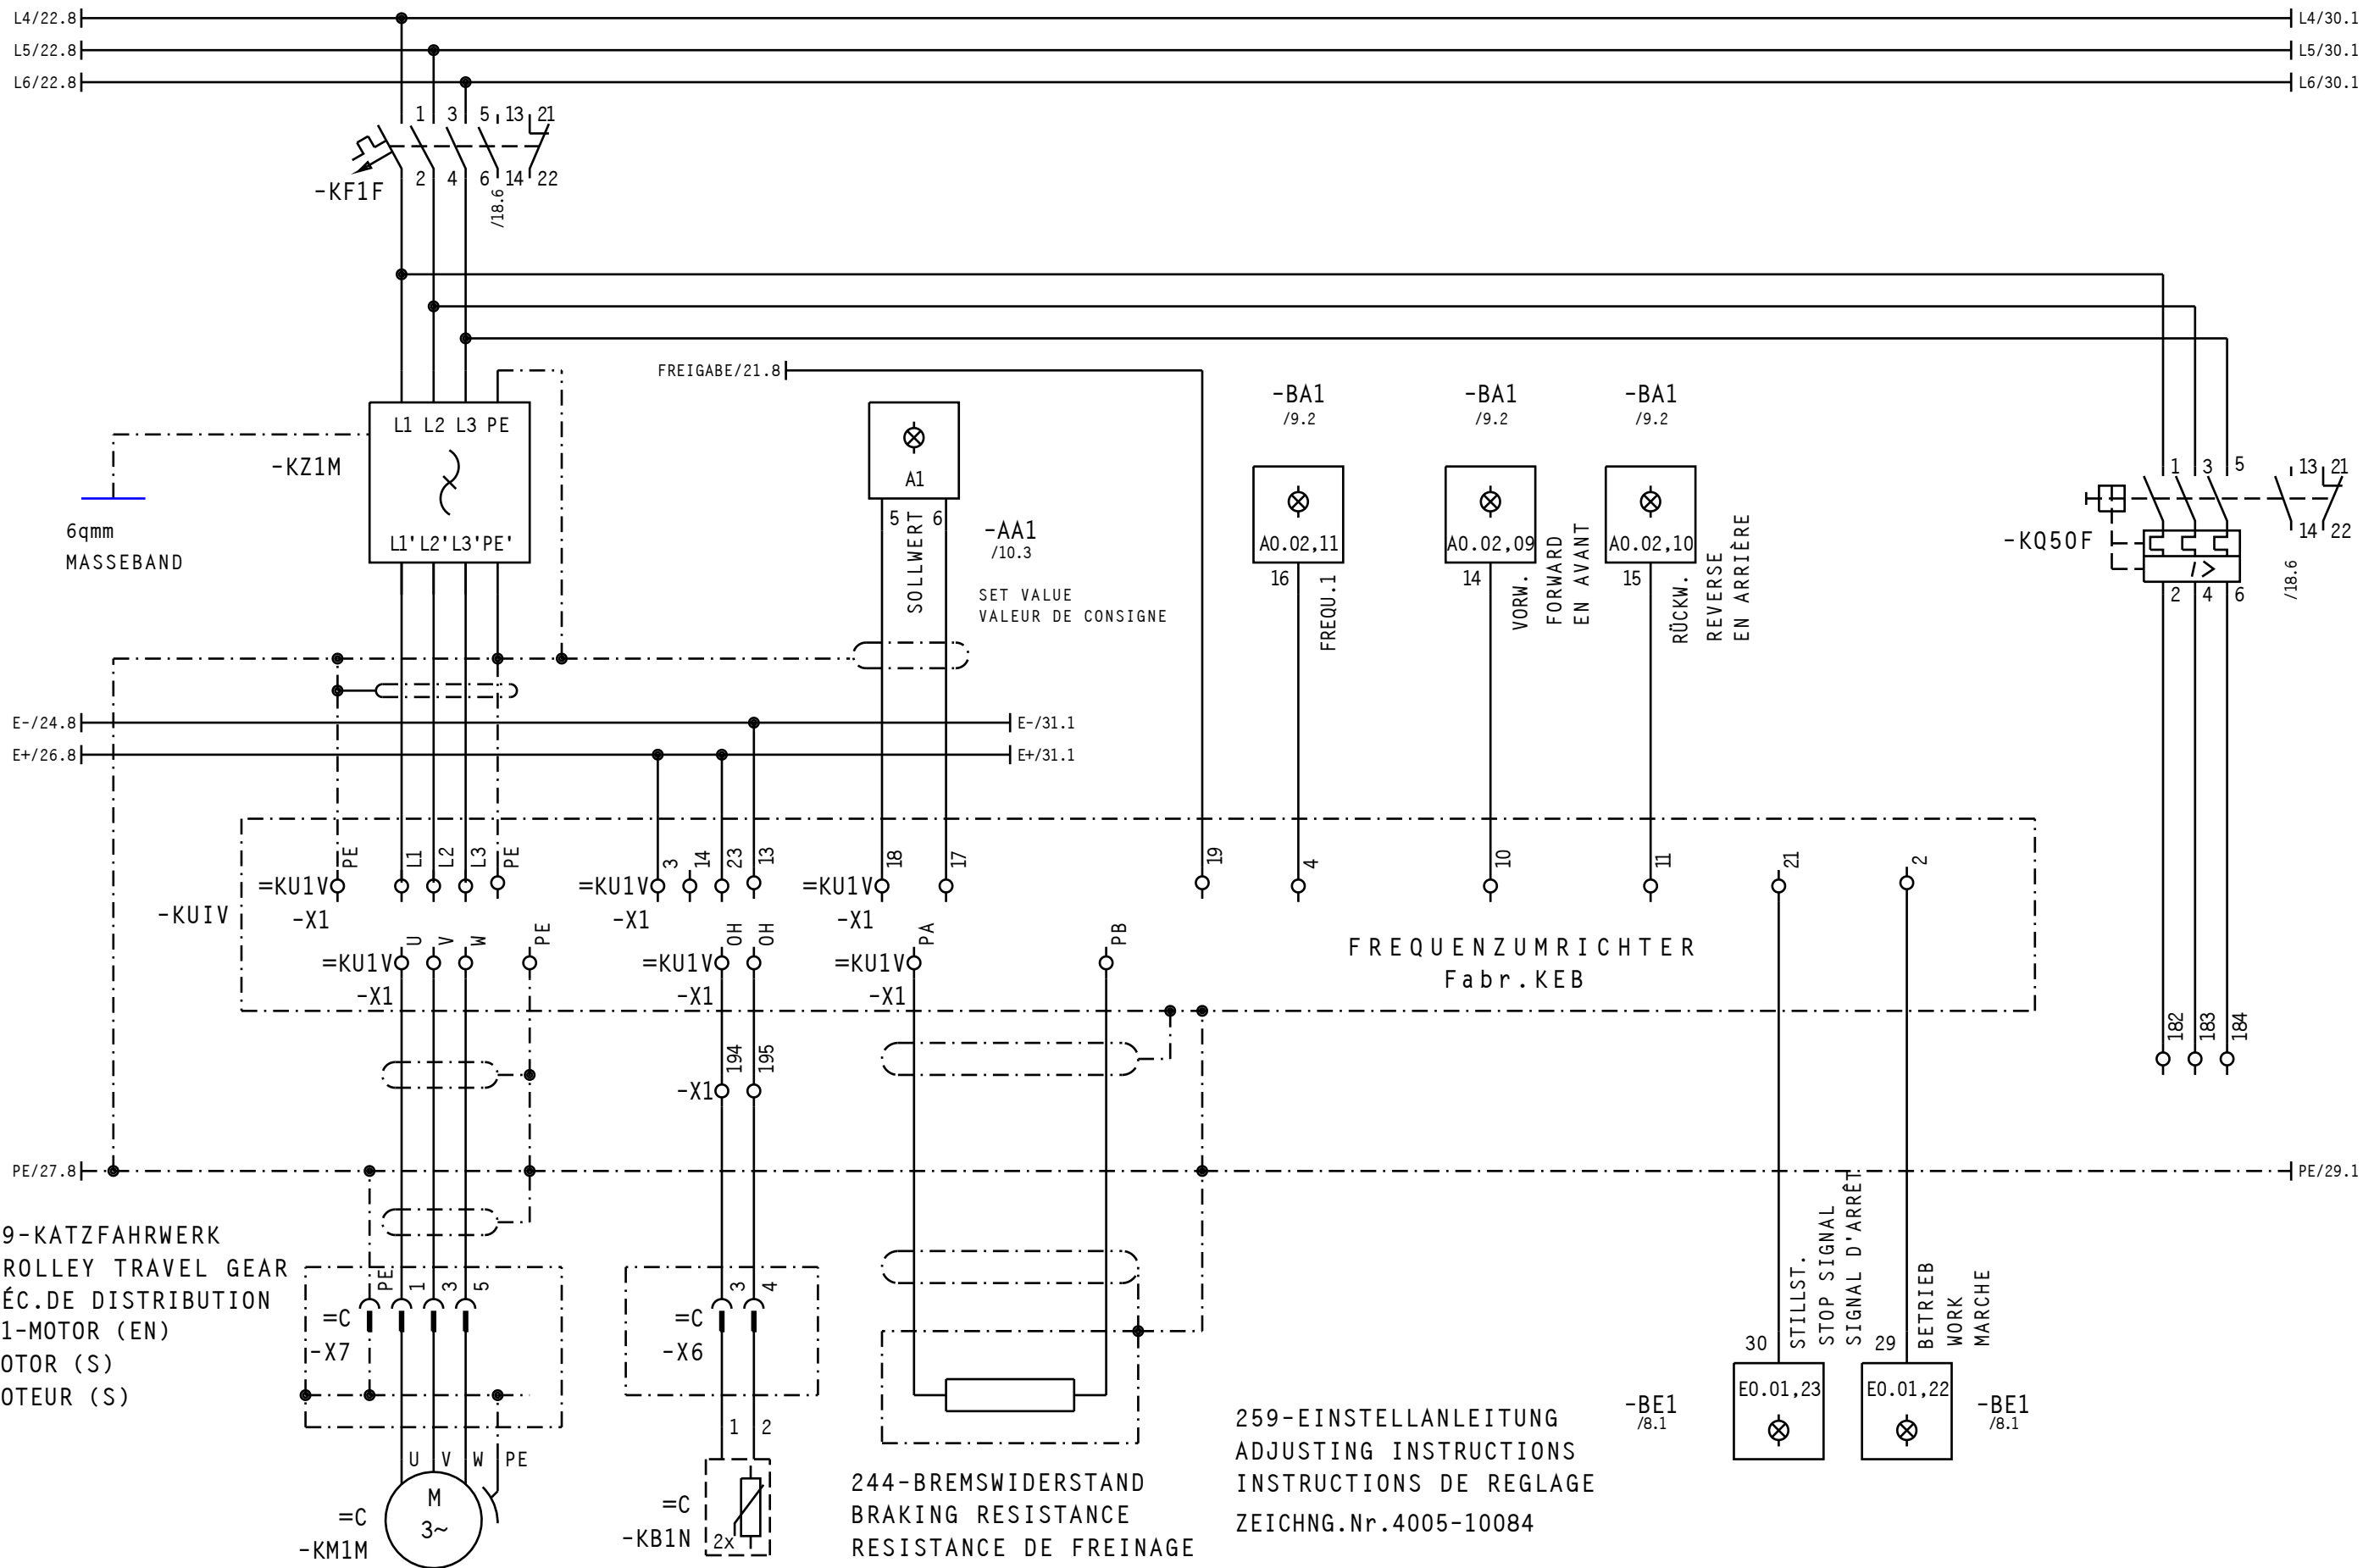 L4/22.8 L4/30.1
L5/22.8 L5/30.1
L6/22.8 L6/30.1
1 3 5 13 21
2 4 6 14 22
-KF1F
/18.6
FREIGABE/21.8
L1 L2 L3 PE
-KZ1M
L1' L2' L3' PE'
6qmm
MASSEBAND
A1
5 6
SOLLWERT
-AA1
/10.3
SET VALUE
VALEUR DE CONSIGNE
-BA1
/9.2
A0.02,11
16
FREQU.1
-BA1
/9.2
A0.02,09
14
VORW.
FORWARD
EN AVANT
-BA1
/9.2
A0.02,10
15
RÜCKW.
REVERSE
EN ARRIÈRE
1 3 5 13 21
-KQ50F
I>
2 4 6 14 22
/18.6
E-/24.8 E-/31.1
E+/26.8 E+/31.1
PE L1 L2 L3 PE
3 14 23 13
18 17
19
4
10
11
21
2
=KU1V
-X1
=KU1V
-X1
=KU1V
-X1
-KUIV
U V W PE
OH OH
PA PB
=KU1V
-X1
=KU1V
-X1
=KU1V
-X1
FREQUENZUMRICHTER
Fabr.KEB
194 195
-X1
182 183 184
PE/27.8 PE/29.1
9-KATZFAHRWERK
ROLLEY TRAVEL GEAR
ÉC.DE DISTRIBUTION
1-MOTOR (EN)
OTOR (S)
OTEUR (S)
PE 1 3 5
=C
-X7
3 4
=C
-X6
1 2
U V W PE
M
3~
=C
-KM1M
=C
-KB1N
2x
244-BREMSWIDERSTAND
BRAKING RESISTANCE
RESISTANCE DE FREINAGE
259-EINSTELLANLEITUNG
ADJUSTING INSTRUCTIONS
INSTRUCTIONS DE REGLAGE
ZEICHNG.Nr.4005-10084
STILLST.
STOP SIGNAL
SIGNAL D'ARRÊT
30
E0.01,23
-BE1
/8.1
BETRIEB
WORK
MARCHE
29
E0.01,22
-BE1
/8.1